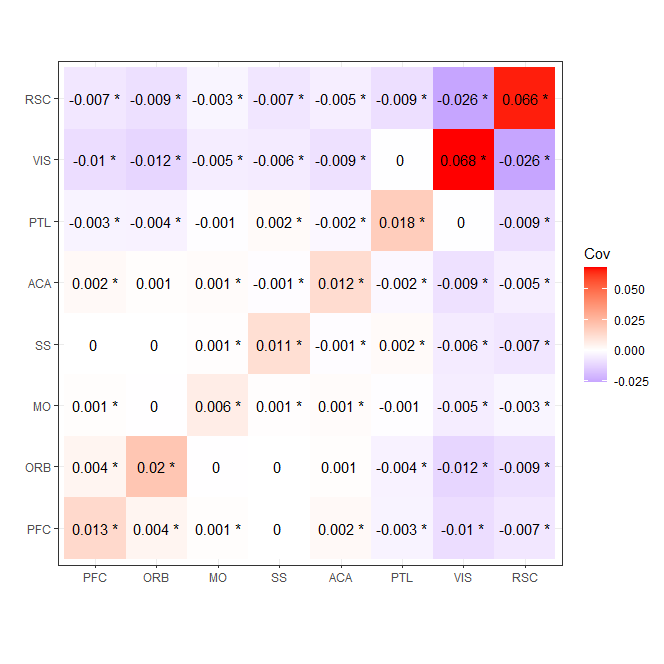 RSC -0.007 * -0.009 * -0.003 * -0.007 * -0.005 * -0.009 * -0.026 * 0.066 *
VIS -0.01 * -0.012 * -0.005 * -0.006 * -0.009 * 0 0.068 * -0.026 *
PTL -0.003 * -0.004 * -0.001 0.002 * -0.002 * 0.018 * 0 -0.009 *
ACA 0.002 * 0.001 0.001 * -0.001 * 0.012 * -0.002 * -0.009 * -0.005 *
SS 0 0 0.001 * 0.011 * -0.001 * 0.002 * -0.006 * -0.007 *
MO 0.001 * 0 0.006 * 0.001 * 0.001 * -0.001 -0.005 * -0.003 *
ORB 0.004 * 0.02 * 0 0 0.001 -0.004 * -0.012 * -0.009 *
PFC 0.013 * 0.004 * 0.001 * 0 0.002 * -0.003 * -0.01 * -0.007 *
PFC ORB MO SS ACA PTL VIS RSC
Cov
0.050
0.025
0.000
-0.025